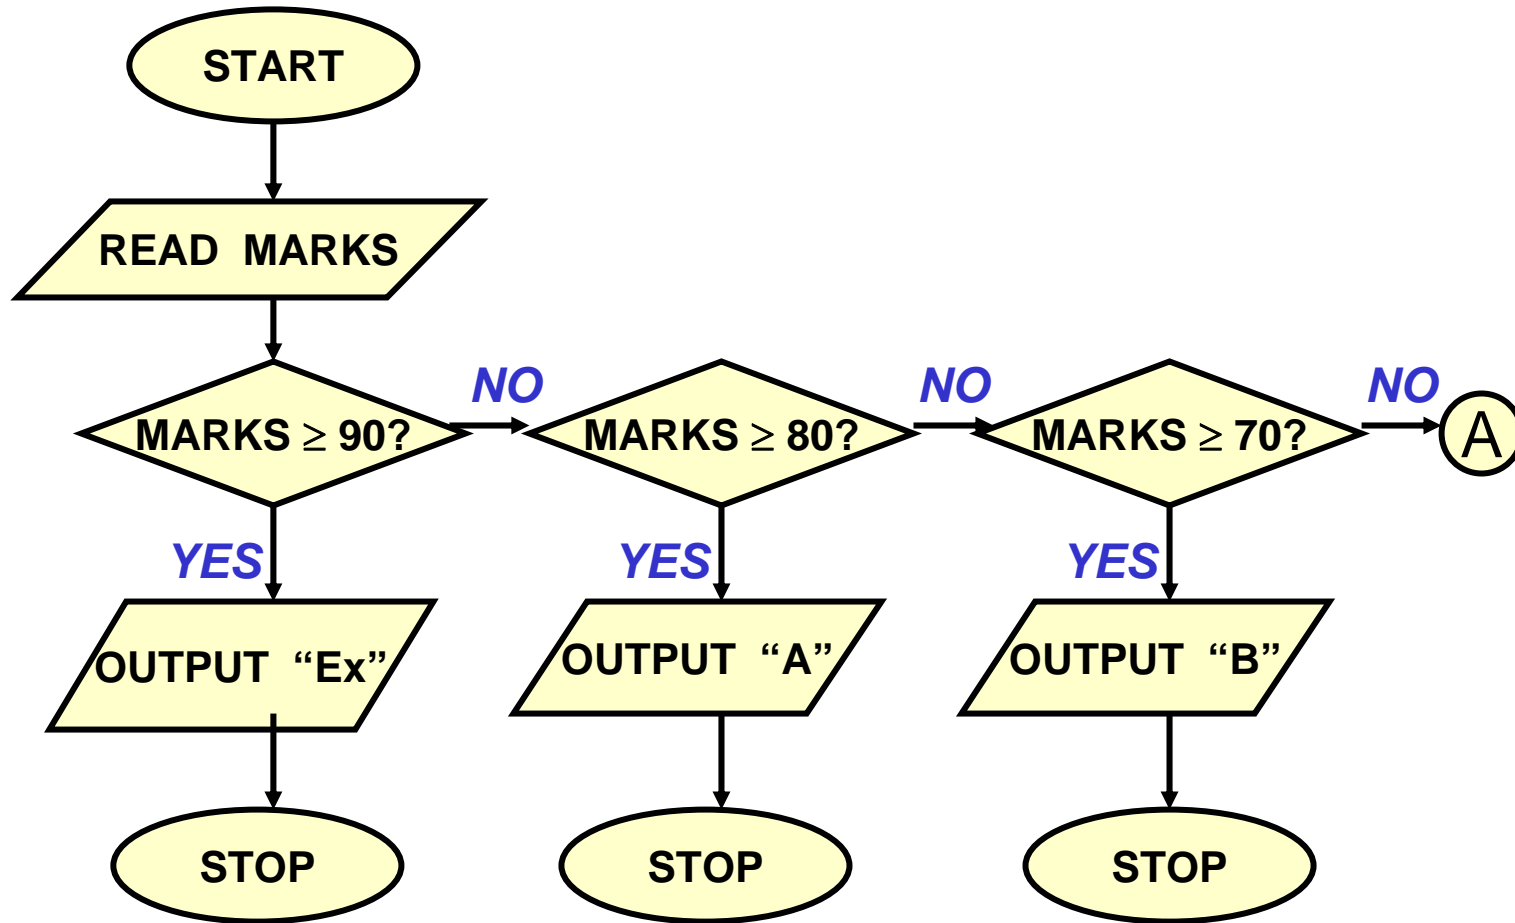 START
READ MARKS
NO
NO
NO
MARKS ≥ 90?
MARKS ≥ 80?
MARKS ≥ 70?
A
YES
YES
YES
OUTPUT “Ex”
OUTPUT “A”
OUTPUT “B”
STOP
STOP
STOP